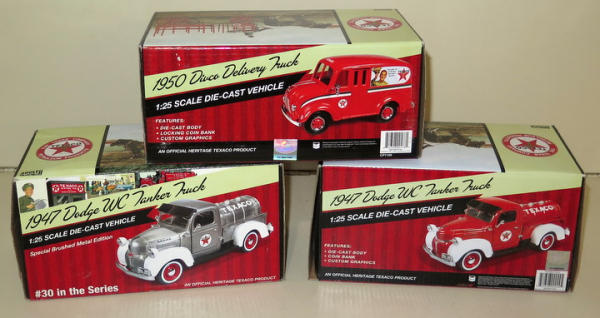 1950 Divco Delivery Truck
1:25 SCALE DIE-CAST VEHICLE
FEATURES:
• DIE-CAST BODY
• LOCKING COIN BANK
• CUSTOM GRAPHICS
AN OFFICIAL HERITAGE TEXACO PRODUCT
TEXACO
1947 Dodge WC Tanker Truck
1:25 SCALE DIE-CAST VEHICLE
Special Brushed Metal Edition
TEXACO
#30 in the Series
AN OFFICIAL HERITAGE TEXACO PRODUCT
1947 Dodge WC Tanker Truck
1:25 SCALE DIE-CAST VEHICLE
TEXACO
FEATURES:
• DIE-CAST BODY
• COIN BANK
• CUSTOM GRAPHICS
AN OFFICIAL HERITAGE TEXACO PRODUCT